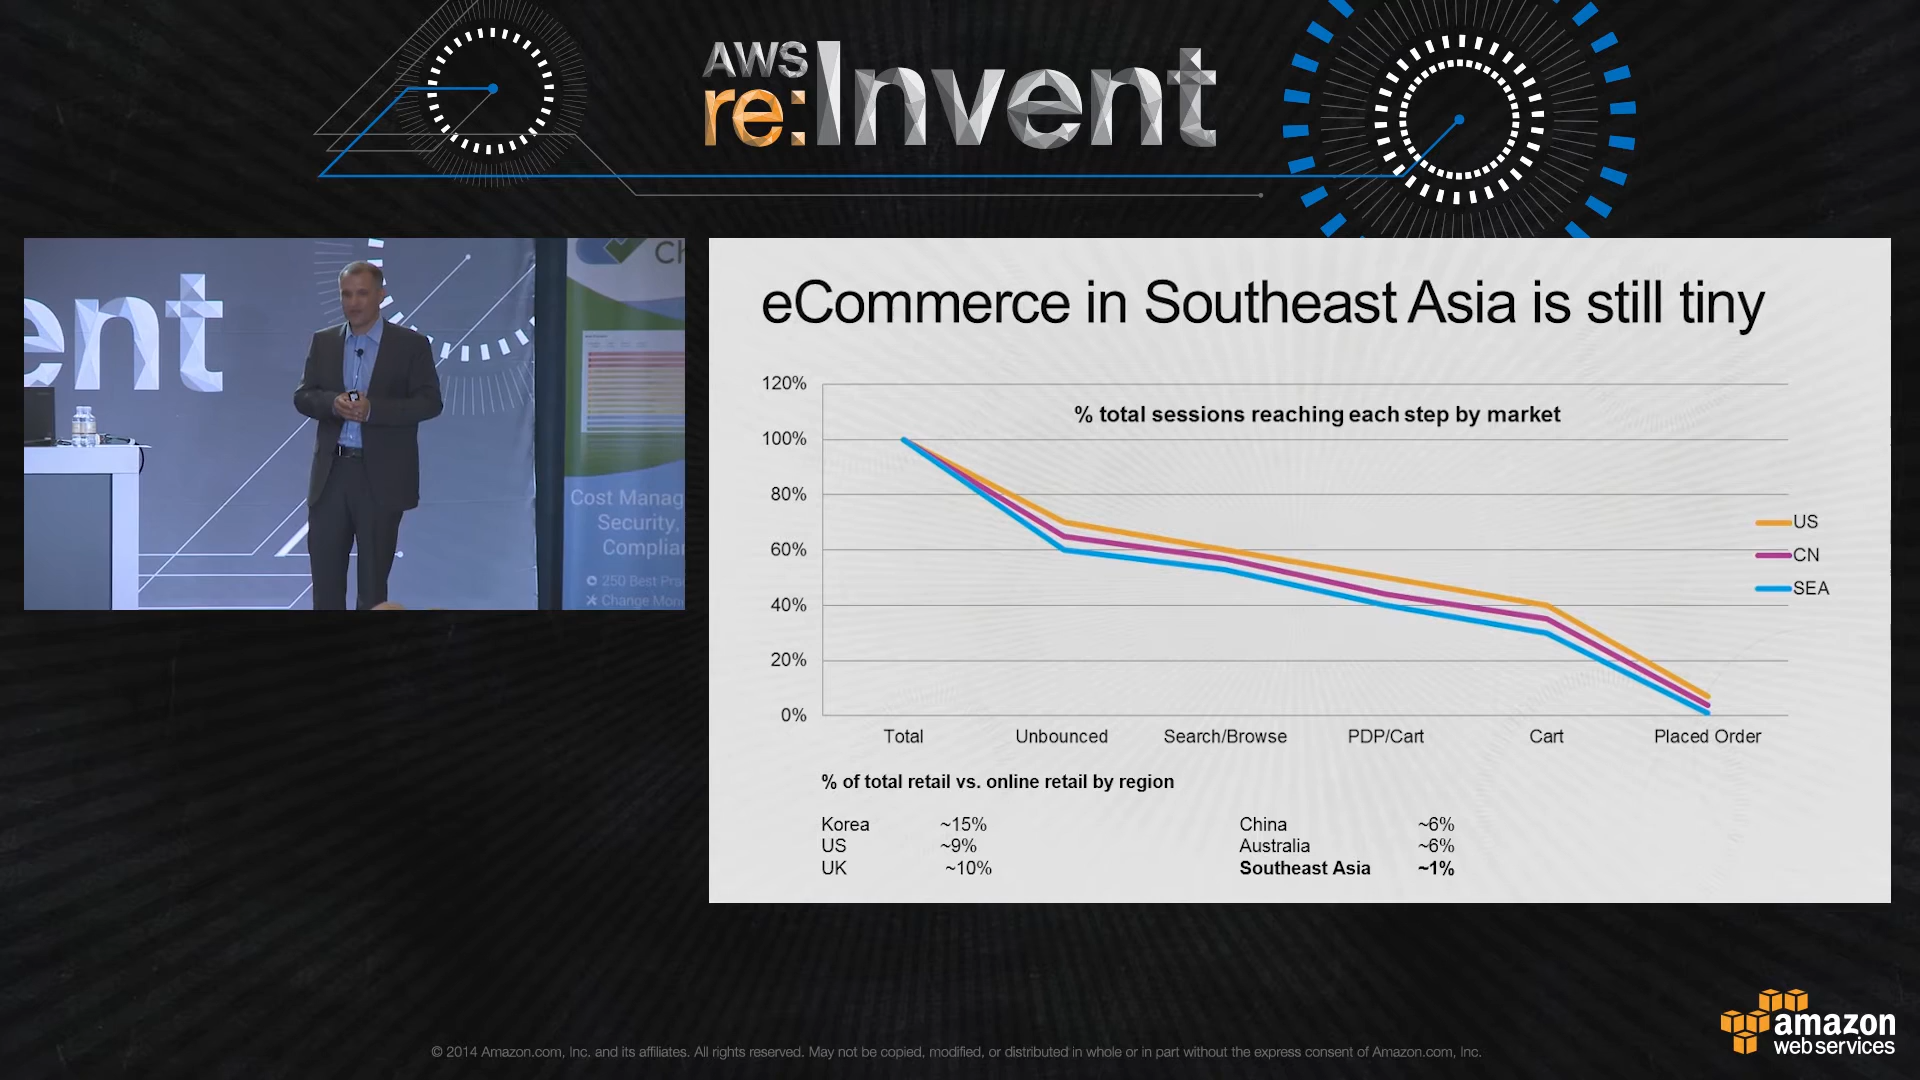 AWS
re:Invent
ent
Cost Manag
Security,
Complia
250 Best Pra
Change Mon
eCommerce in Southeast Asia is still tiny
120%
% total sessions reaching each step by market
100%
80%
60%
40%
20%
0%
US
CN
SEA
Total Unbounced Search/Browse PDP/Cart Cart Placed Order
% of total retail vs. online retail by region
Korea ~15% China ~6%
US ~9% Australia ~6%
UK ~10% Southeast Asia ~1%
amazon
web services
© 2014 Amazon.com, Inc. and its affiliates. All rights reserved. May not be copied, modified, or distributed in whole or in part without the express consent of Amazon.com, Inc.